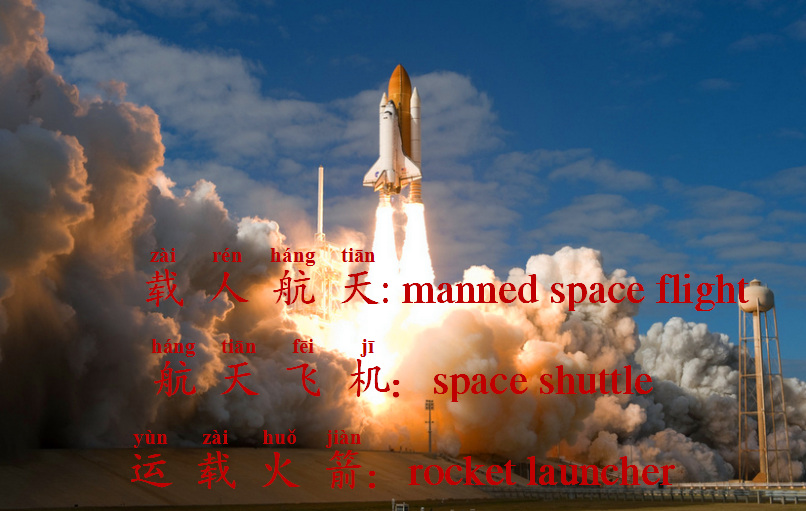 zài rén háng tiān
载人航天: manned space flight
háng tian fēi jī
航天飞机：space shuttle
yùn zài huǒ jiàn
运载火箭：rocket launcher